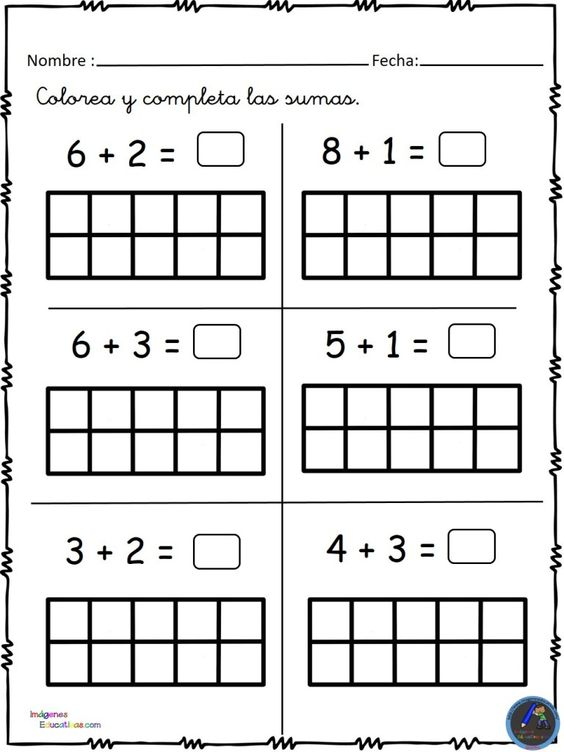 Nombre : Fecha:
Colorea y completa las sumas.
6 + 2 =
8 + 1 =
6 + 3 =
5 + 1 =
3 + 2 =
4 + 3 =
Imágenes
Educativas.com